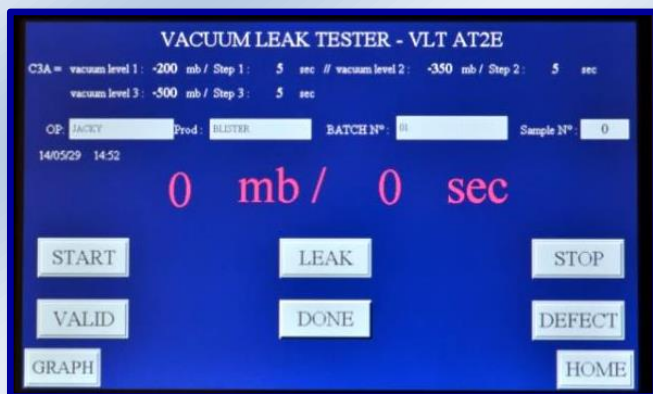 VACUUM LEAK TESTER - VLT AT2E
C3A = vacuum level 1 : -200 mb / Step 1 : 5 sec // vacuum level 2 : -350 mb / Step 2 : 5 sec
vacuum level 3 : -500 mb / Step 3 : 5 sec
OP: JACKY Prod : BLISTER BATCH N° : 01 Sample N° : 0
14/05/29 14:52
0 mb / 0 sec
START LEAK STOP
VALID DONE DEFECT
GRAPH HOME